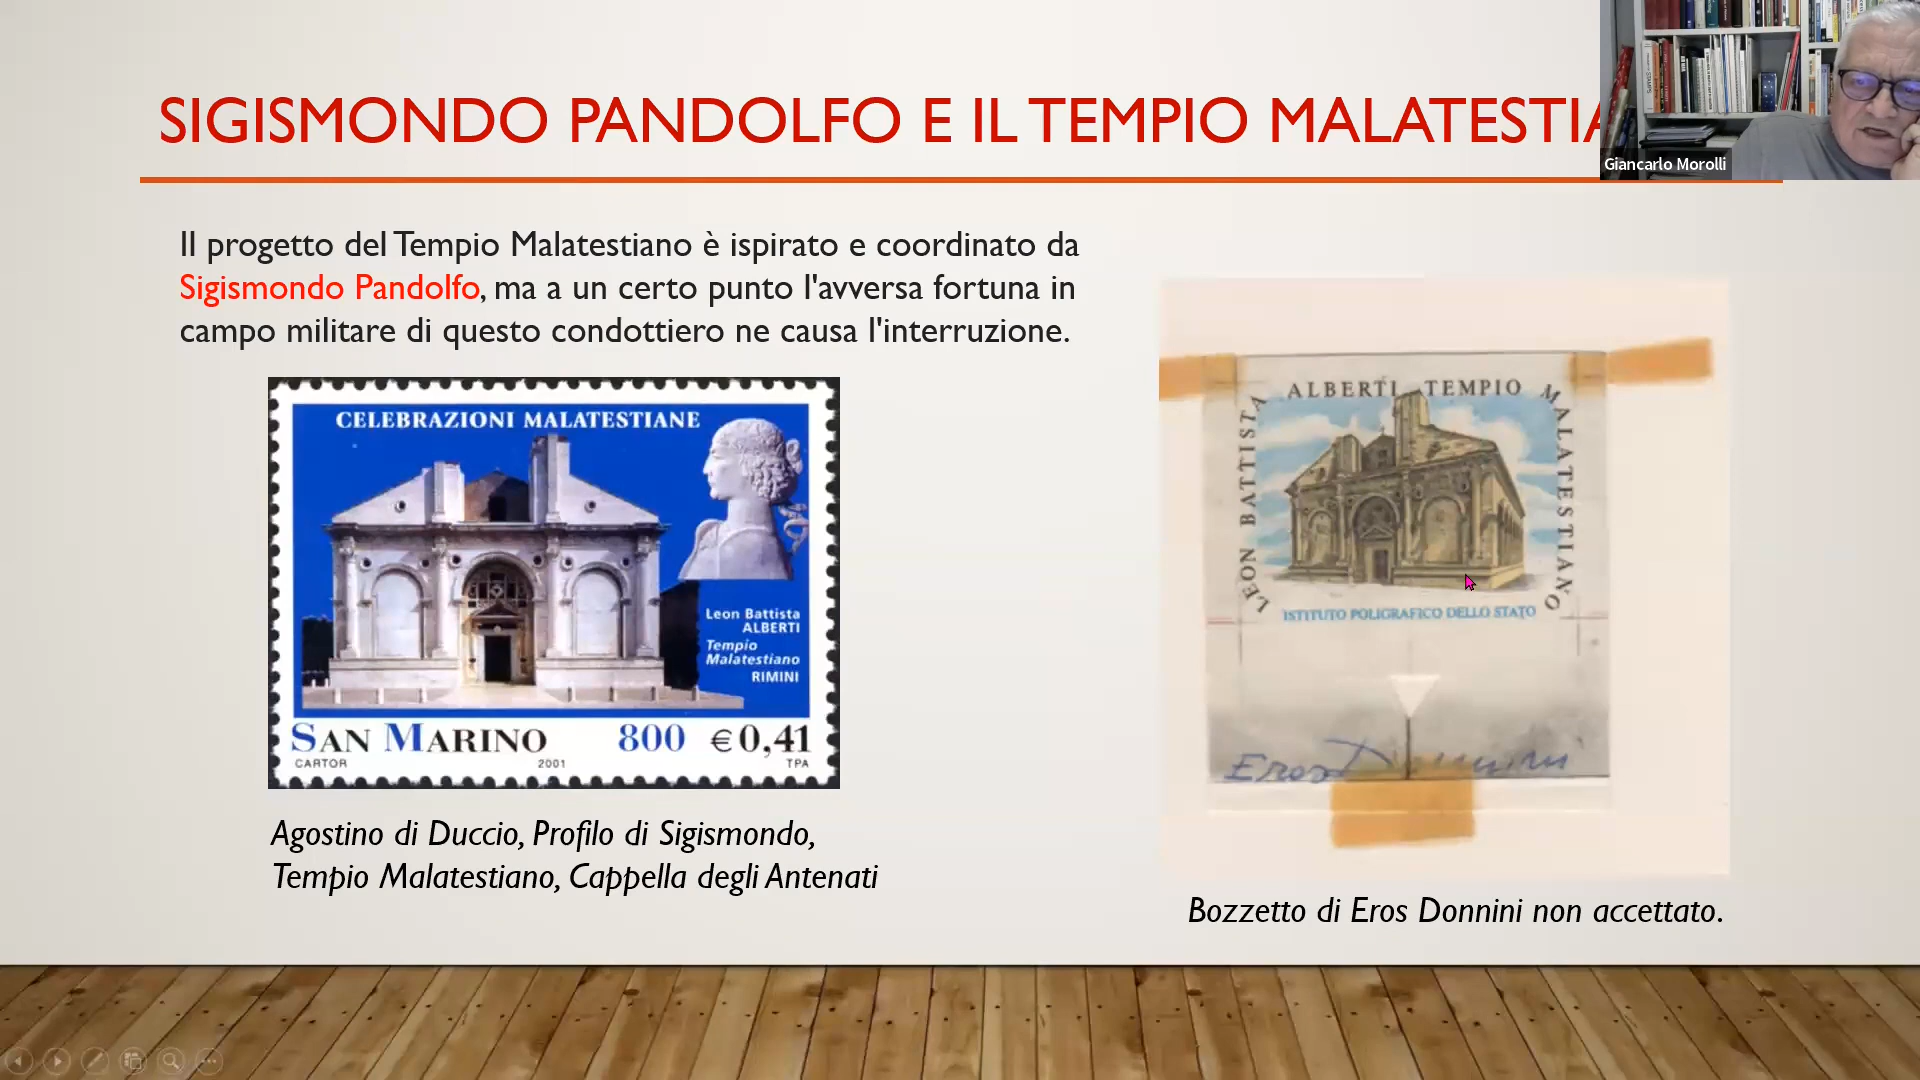 SIGISMONDO PANDOLFO E IL TEMPIO MALATESTIA
Giancarlo Morolli
Il progetto del Tempio Malatestiano è ispirato e coordinato da
Sigismondo Pandolfo, ma a un certo punto l'avversa fortuna in
campo militare di questo condottiero ne causa l'interruzione.
CELEBRAZIONI MALATESTIANE
Leon Battista
ALBERTI
Tempio
Malatestiano
RIMINI
SAN MARINO 800 €0,41
CARTOR 2001 TPA
Agostino di Duccio, Profilo di Sigismondo,
Tempio Malatestiano, Cappella degli Antenati
LEON BATTISTA ALBERTI TEMPIO MALATESTIANO
ISTITUTO POLIGRAFICO DELLO STATO
Eros Donnini
Bozzetto di Eros Donnini non accettato.